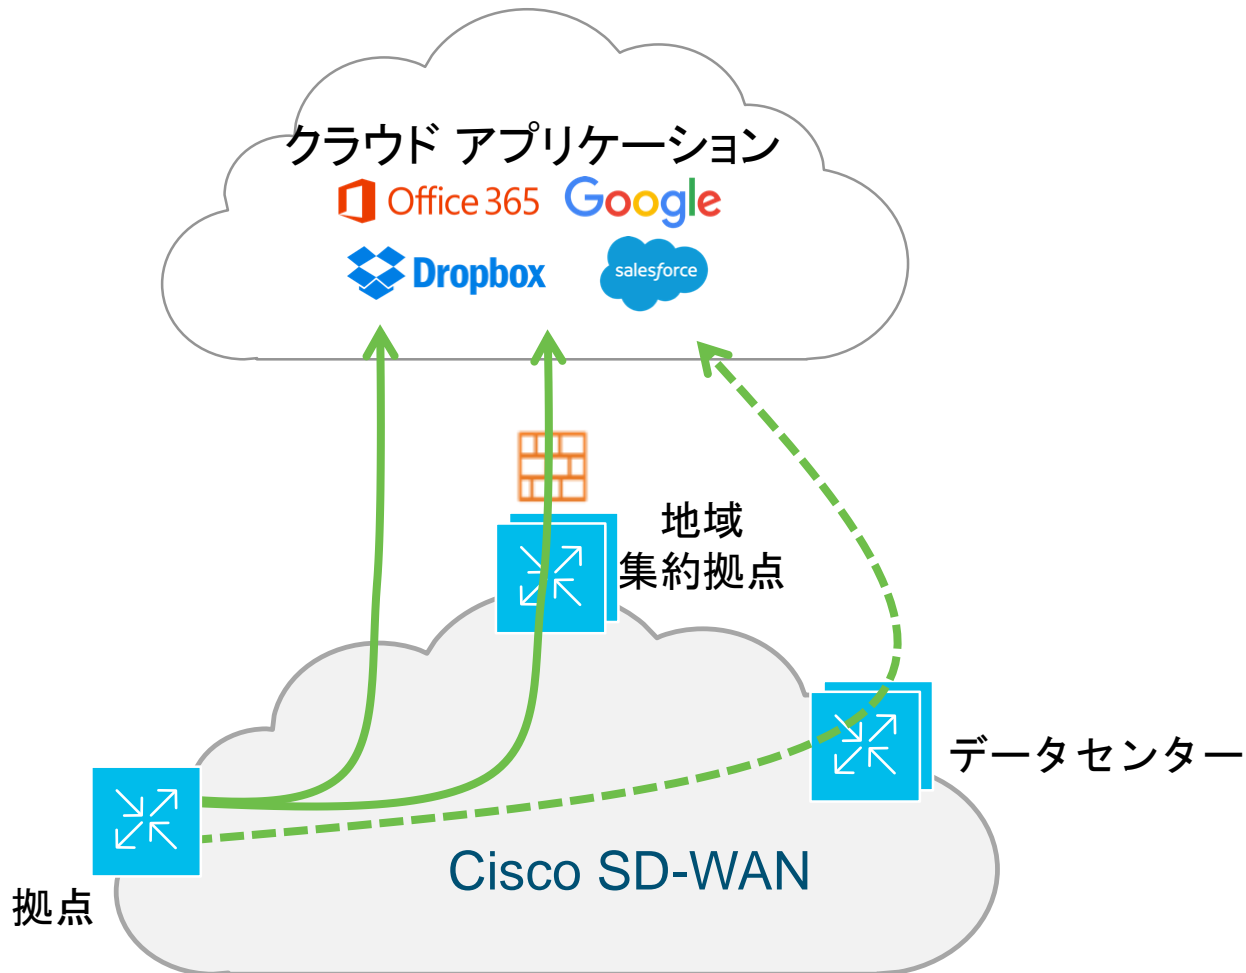 クラウド アプリケーション
Office 365 Google
Dropbox salesforce
地域
集約拠点
データセンター
Cisco SD-WAN
拠点